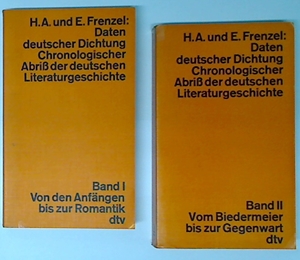 H.A. und E. Frenzel:
Daten
deutscher Dichtung
Chronologischer
Abriß der deutschen
Literaturgeschichte
Band I
Von den Anfängen
bis zur Romantik
dtv
H.A. und E. Frenzel:
Daten
deutscher Dichtung
Chronologischer
Abriß der deutschen
Literaturgeschichte
Band II
Vom Biedermeier
bis zur Gegenwart
dtv